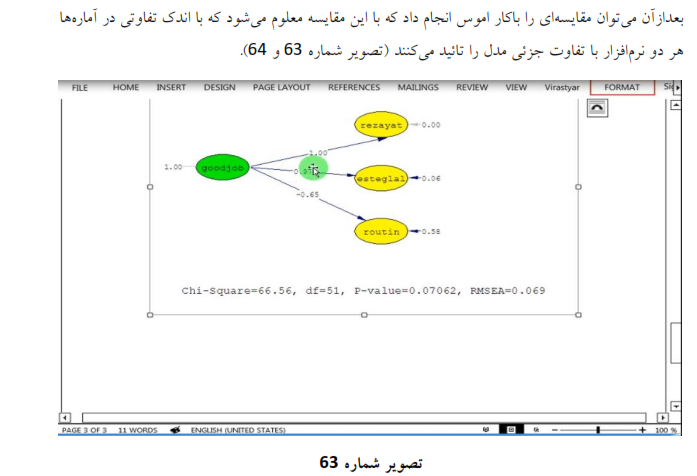 بعدازآن می‌توان مقایسه‌ای را باکار اموس انجام داد که با این مقایسه معلوم می‌شود که با اندک تفاوتی در آماره‌ها
هر دو نرم‌افزار با تفاوت جزئی مدل را تائید می‌کنند (تصویر شماره 63 و 64).
FILE HOME INSERT DESIGN PAGE LAYOUT REFERENCES MAILINGS REVIEW VIEW Virastyar FORMAT
rezayat 0.00
1.00
1.00 goodjob
esteglal 0.06
-0.65
routin 0.58
Chi-Square=66.56, df=51, P-value=0.07062, RMSEA=0.069
PAGE 3 OF 3 11 WORDS ENGLISH (UNITED STATES) 100 %
تصویر شماره 63